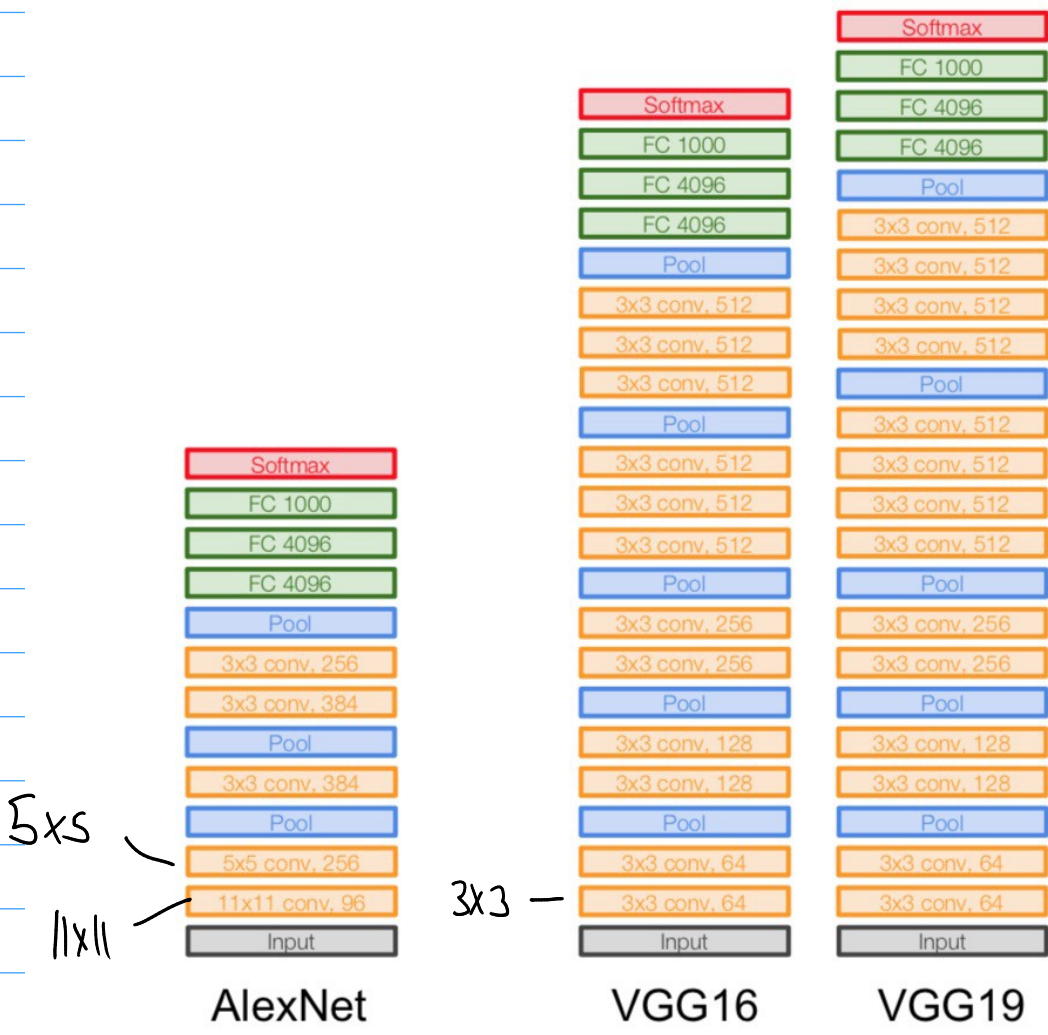 Softmax
FC 1000
FC 4096
FC 4096
Pool
3x3 conv, 256
3x3 conv, 384
Pool
3x3 conv, 384
Pool
5x5 conv, 256
11x11 conv, 96
Input
AlexNet
5x5
11x11
Softmax
FC 1000
FC 4096
FC 4096
Pool
3x3 conv, 512
3x3 conv, 512
3x3 conv, 512
Pool
3x3 conv, 512
3x3 conv, 512
3x3 conv, 512
Pool
3x3 conv, 256
3x3 conv, 256
Pool
3x3 conv, 128
3x3 conv, 128
Pool
3x3 conv, 64
3x3 conv, 64
Input
VGG16
3x3
Softmax
FC 1000
FC 4096
FC 4096
Pool
3x3 conv, 512
3x3 conv, 512
3x3 conv, 512
3x3 conv, 512
Pool
3x3 conv, 512
3x3 conv, 512
3x3 conv, 512
3x3 conv, 512
Pool
3x3 conv, 256
3x3 conv, 256
Pool
3x3 conv, 128
3x3 conv, 128
Pool
3x3 conv, 64
3x3 conv, 64
Input
VGG19